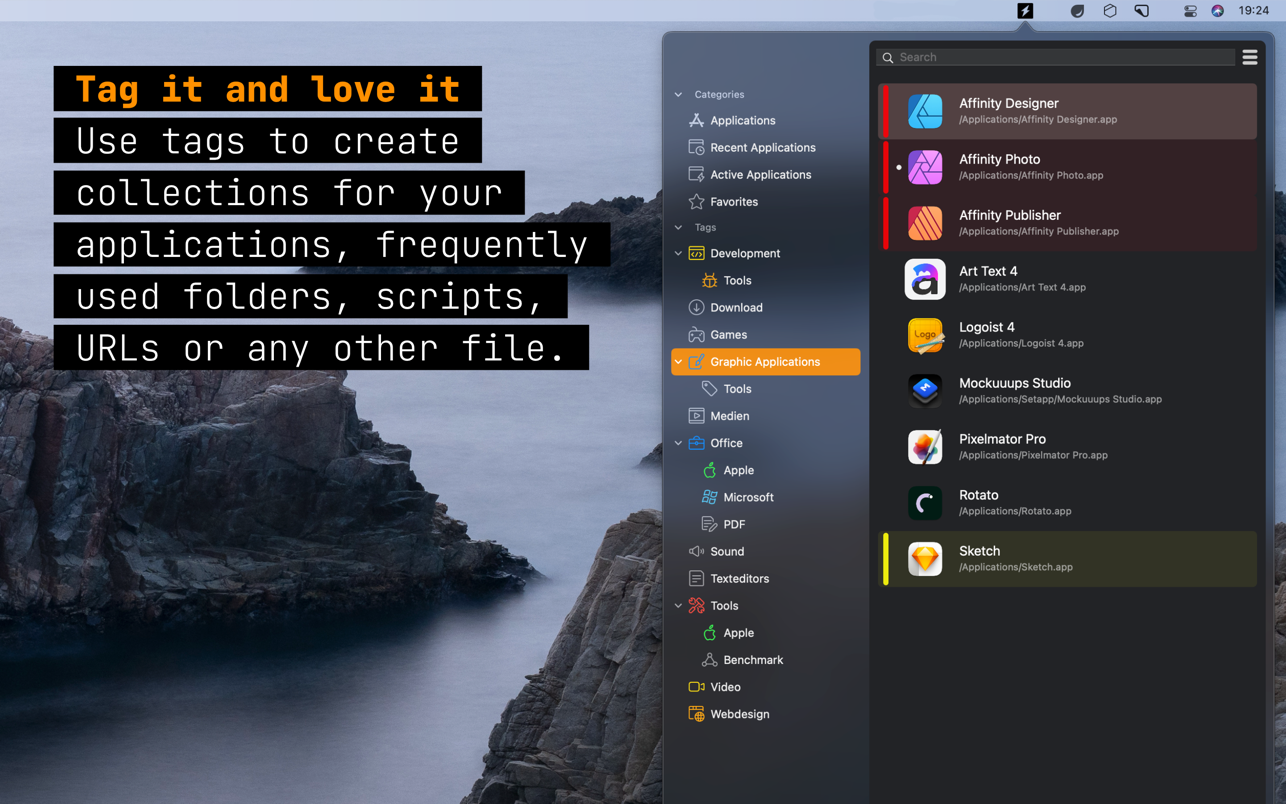 19:24
Tag it and love it
Use tags to create
collections for your
applications, frequently
used folders, scripts,
URLs or any other file.
Categories
Applications
Recent Applications
Active Applications
Favorites
Tags
Development
Tools
Download
Games
Graphic Applications
Tools
Medien
Office
Apple
Microsoft
PDF
Sound
Texteditors
Tools
Apple
Benchmark
Video
Webdesign
Search
Affinity Designer
/Applications/Affinity Designer.app
Affinity Photo
/Applications/Affinity Photo.app
Affinity Publisher
/Applications/Affinity Publisher.app
Art Text 4
/Applications/Art Text 4.app
Logo
Logoist 4
/Applications/Logoist 4.app
Mockuuups Studio
/Applications/Setapp/Mockuuups Studio.app
Pixelmator Pro
/Applications/Pixelmator Pro.app
Rotato
/Applications/Rotato.app
Sketch
/Applications/Sketch.app